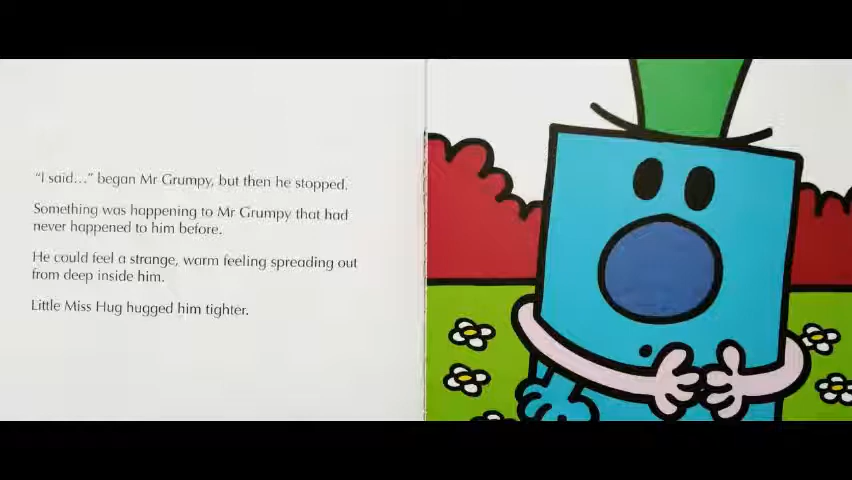 "I said…" began Mr Grumpy, but then he stopped.
Something was happening to Mr Grumpy that had
never happened to him before.
He could feel a strange, warm feeling spreading out
from deep inside him.
Little Miss Hug hugged him tighter.